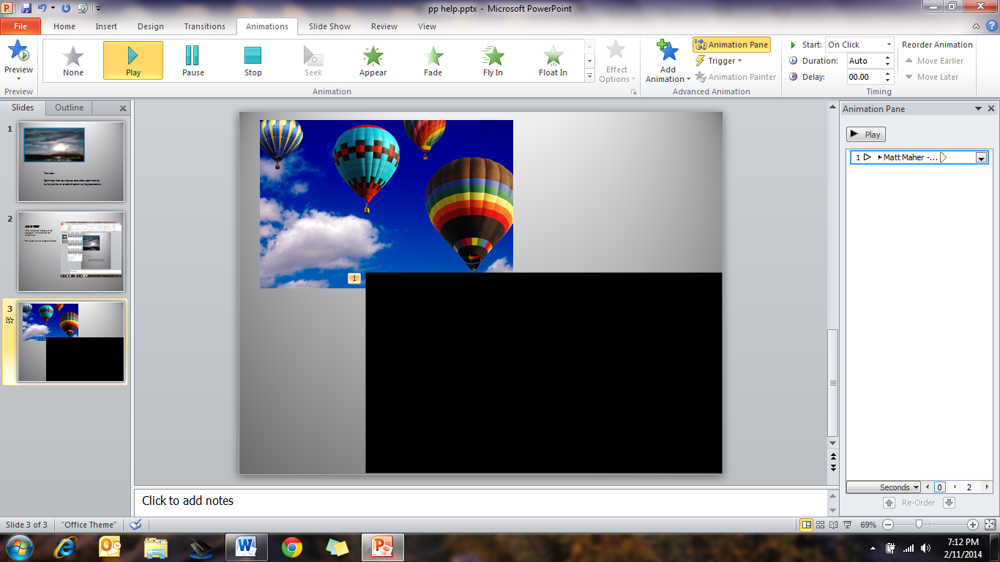 pp help.pptx - Microsoft PowerPoint
File Home Insert Design Transitions Animations Slide Show Review View
Preview
None Play Pause Stop Seek Appear Fade Fly In Float In
Effect Options
Add Animation
Animation Pane
Trigger
Animation Painter
Start: On Click
Duration: Auto
Delay: 00.00
Reorder Animation
Move Earlier
Move Later
Preview Animation Advanced Animation Timing
Slides Outline
Animation Pane
Play
1 Matt Maher -...
1
2
3
1
Seconds 0 2
Re-Order
Click to add notes
Slide 3 of 3 "Office Theme" 69%
7:12 PM
2/11/2014